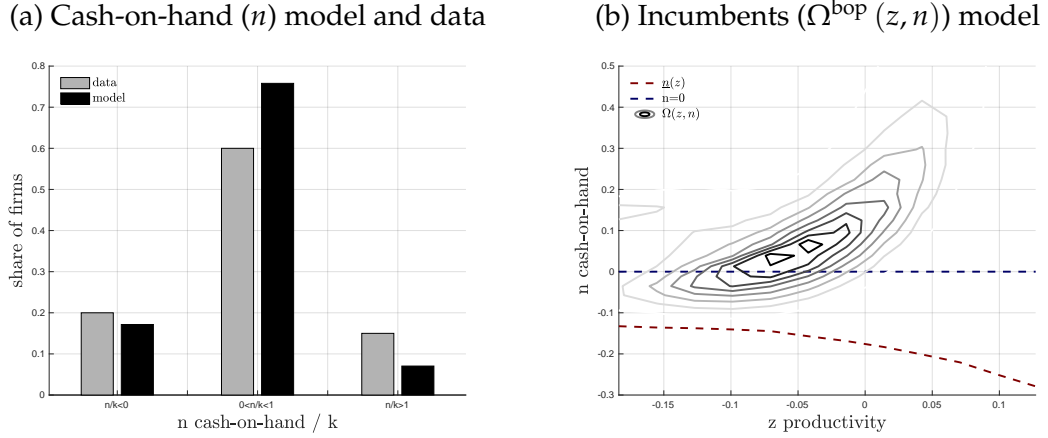 (a) Cash-on-hand (n) model and data
0.8
0.7
0.6
0.5
0.4
0.3
0.2
0.1
0
share of firms
data
model
n/k<0
0<n/k<1
n/k>1
n cash-on-hand / k
(b) Incumbents (Ω^bop (z, n)) model
0.5
0.4
0.3
0.2
0.1
0
-0.1
-0.2
-0.3
n cash-on-hand
n̲(z)
n=0
Ω(z, n)
-0.15
-0.1
-0.05
0
0.05
0.1
z productivity